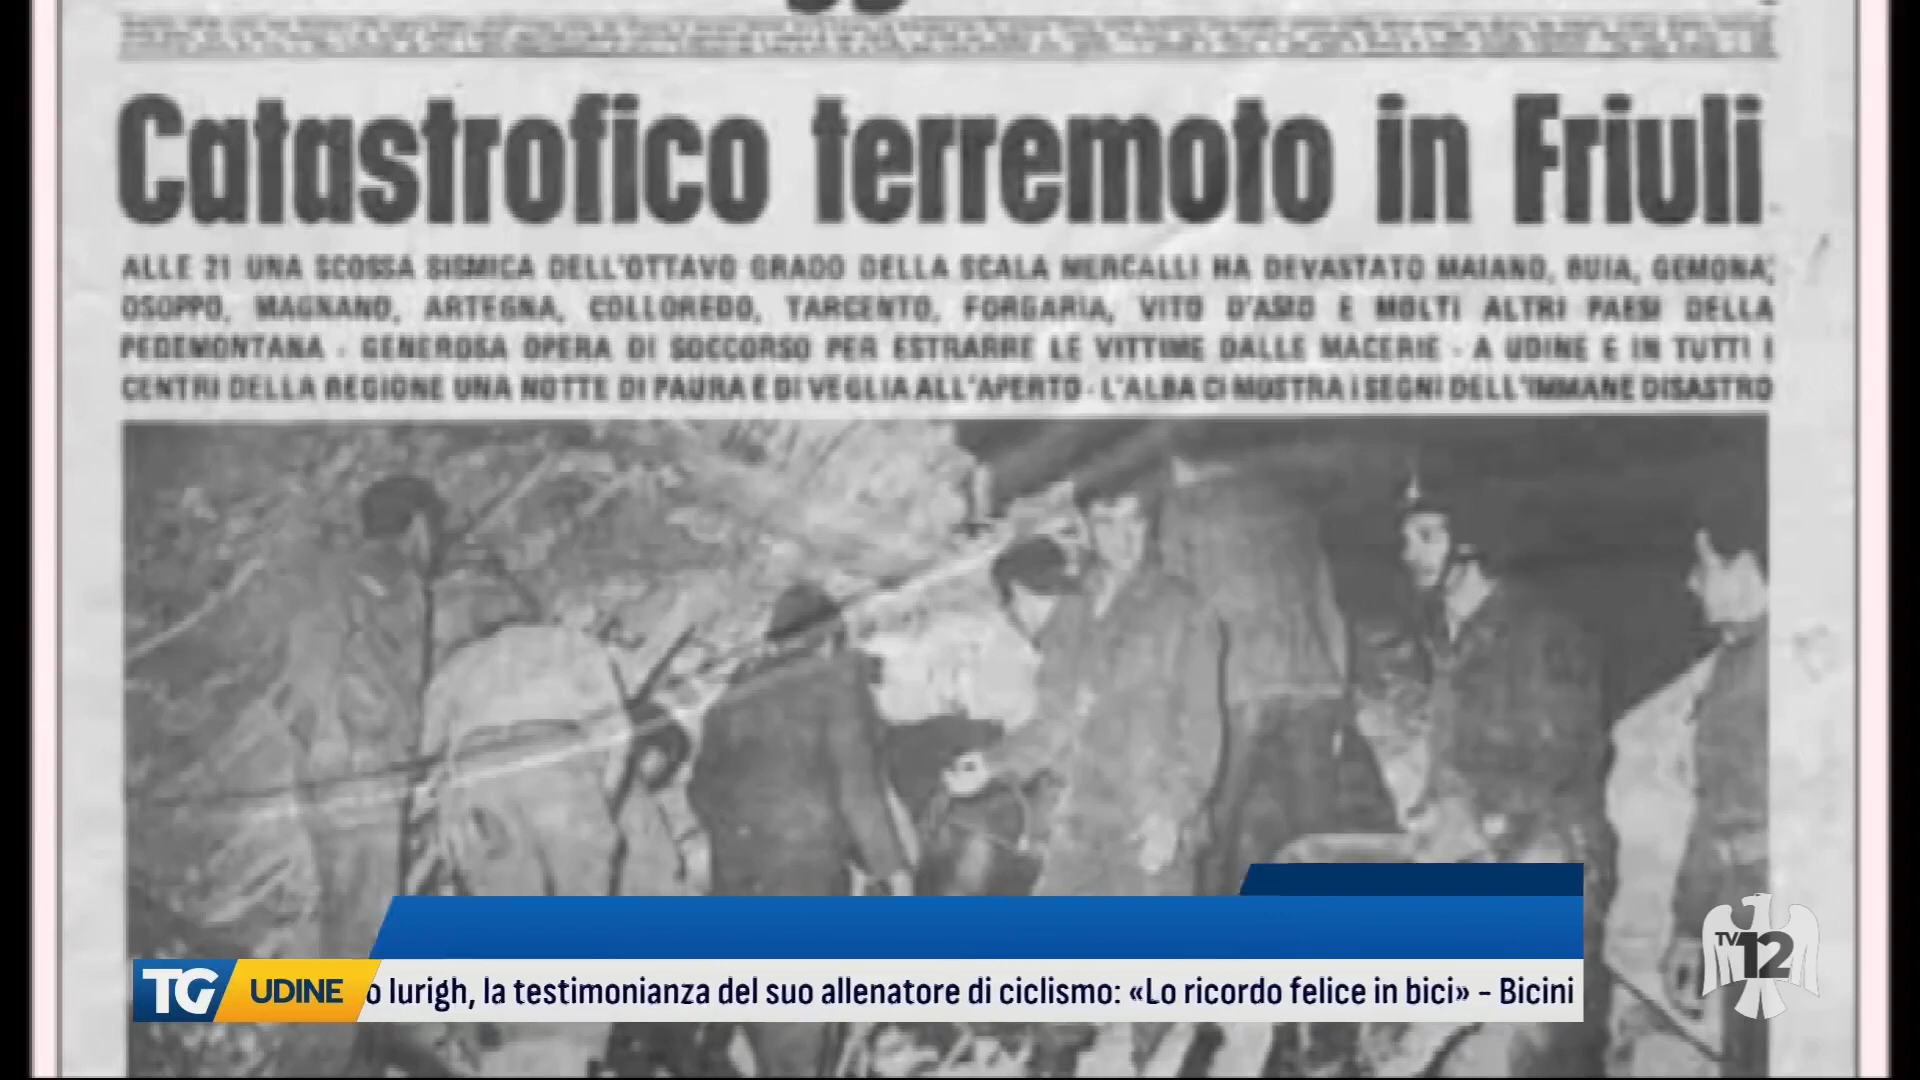 Catastrofico terremoto in Friuli
ALLE 21 UNA SCOSSA SISMICA DELL'OTTAVO GRADO DELLA SCALA MERCALLI HA DEVASTATO MAIANO, BUIA, GEMONA,
OSOPPO, MAGNANO, ARTEGNA, COLLOREDO, TARCENTO, FORGARIA, VITO D'ASIO E MOLTI ALTRI PAESI DELLA
PEDEMONTANA - GENEROSA OPERA DI SOCCORSO PER ESTRARRE LE VITTIME DALLE MACERIE - A UDINE E IN TUTTI I
CENTRI DELLA REGIONE UNA NOTTE DI PAURA E DI VEGLIA ALL'APERTO - L'ALBA CI MOSTRA I SEGNI DELL'IMMANE DISASTRO
TV 12
TG UDINE o Iurigh, la testimonianza del suo allenatore di ciclismo: «Lo ricordo felice in bici» - Bicini